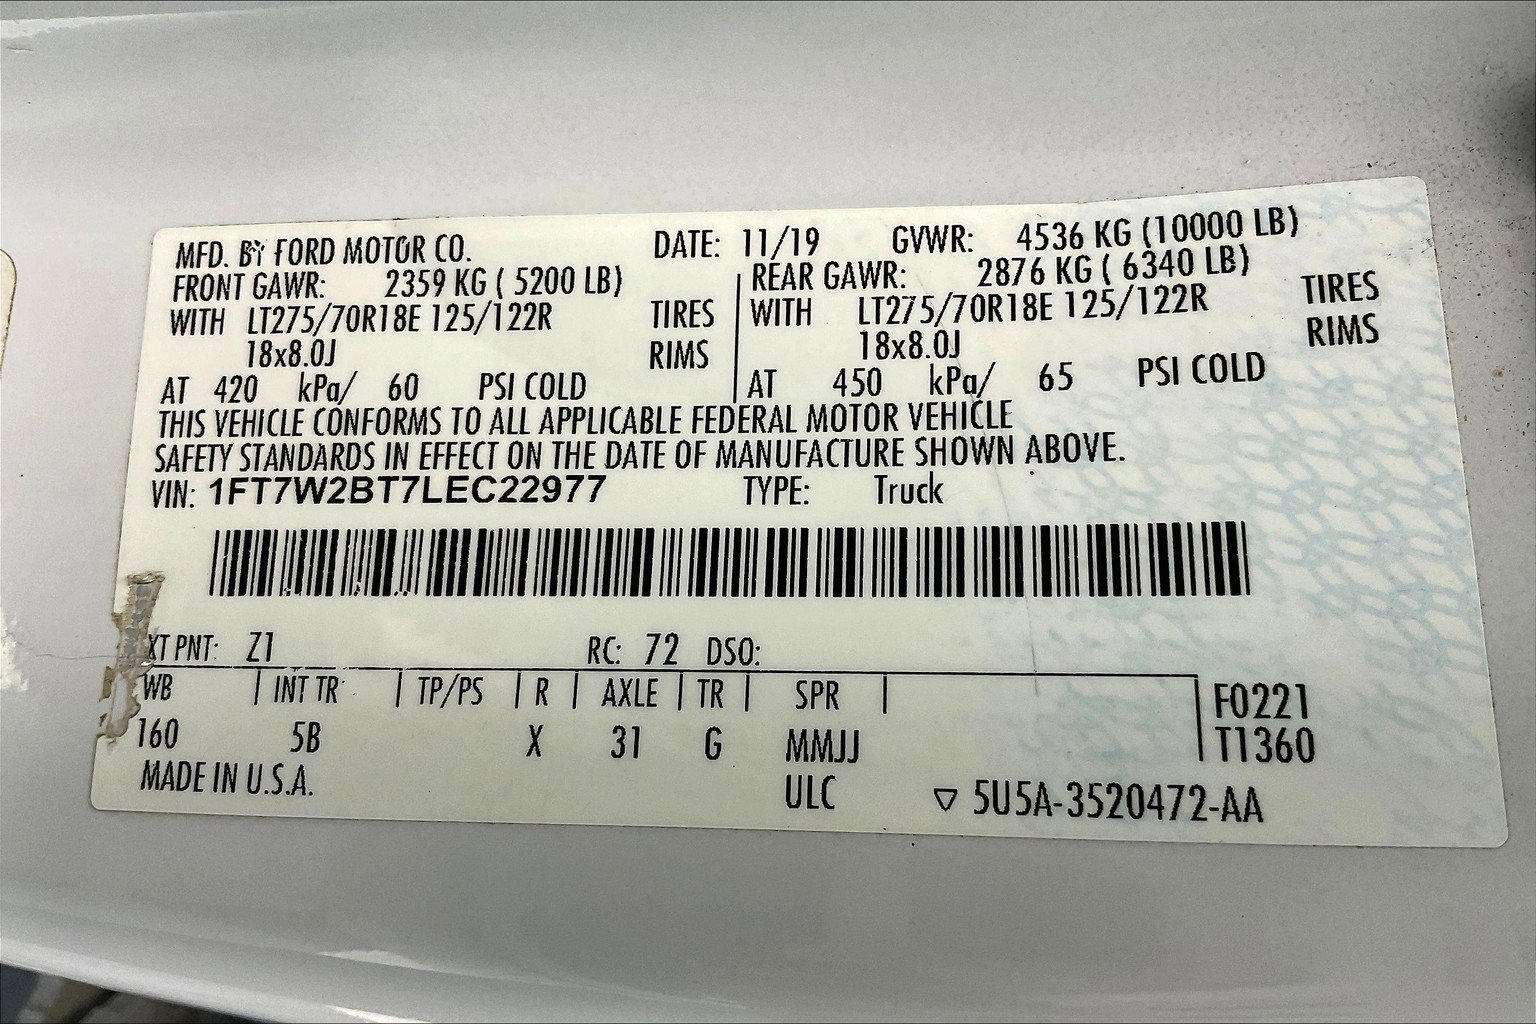 MFD. BY FORD MOTOR CO. DATE: 11/19 GVWR: 4536 KG (10000 LB)
FRONT GAWR: 2359 KG ( 5200 LB) REAR GAWR: 2876 KG ( 6340 LB)
WITH LT275/70R18E 125/122R TIRES WITH LT275/70R18E 125/122R TIRES
18x8.0J RIMS 18x8.0J RIMS
AT 420 kPa/ 60 PSI COLD AT 450 kPa/ 65 PSI COLD
THIS VEHICLE CONFORMS TO ALL APPLICABLE FEDERAL MOTOR VEHICLE
SAFETY STANDARDS IN EFFECT ON THE DATE OF MANUFACTURE SHOWN ABOVE.
VIN: 1FT7W2BT7LEC22977 TYPE: Truck
XT PNT: Z1 RC: 72 DSO:
WB | INT TR | TP/PS | R | AXLE | TR | SPR | F0221
160 5B X 31 G MMJJ T1360
MADE IN U.S.A. ULC ▽ 5U5A-3520472-AA